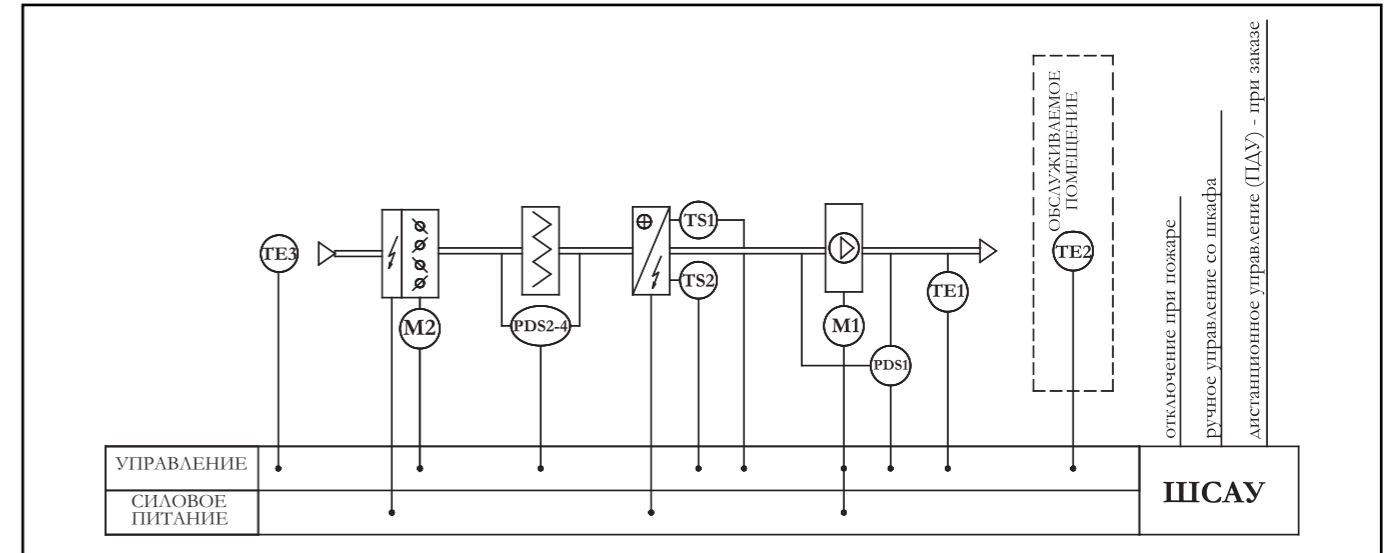 ОБСЛУЖИВАЕМОЕ
ПОМЕЩЕНИЕ
отключение при пожаре
ручное управление со шкафа
дистанционное управление (ПДУ) - при заказе
TE3
TS1
TS2
TE2
TE1
M2
PDS2-4
M1
PDS1
УПРАВЛЕНИЕ
СИЛОВОЕ
ПИТАНИЕ
ШСАУ